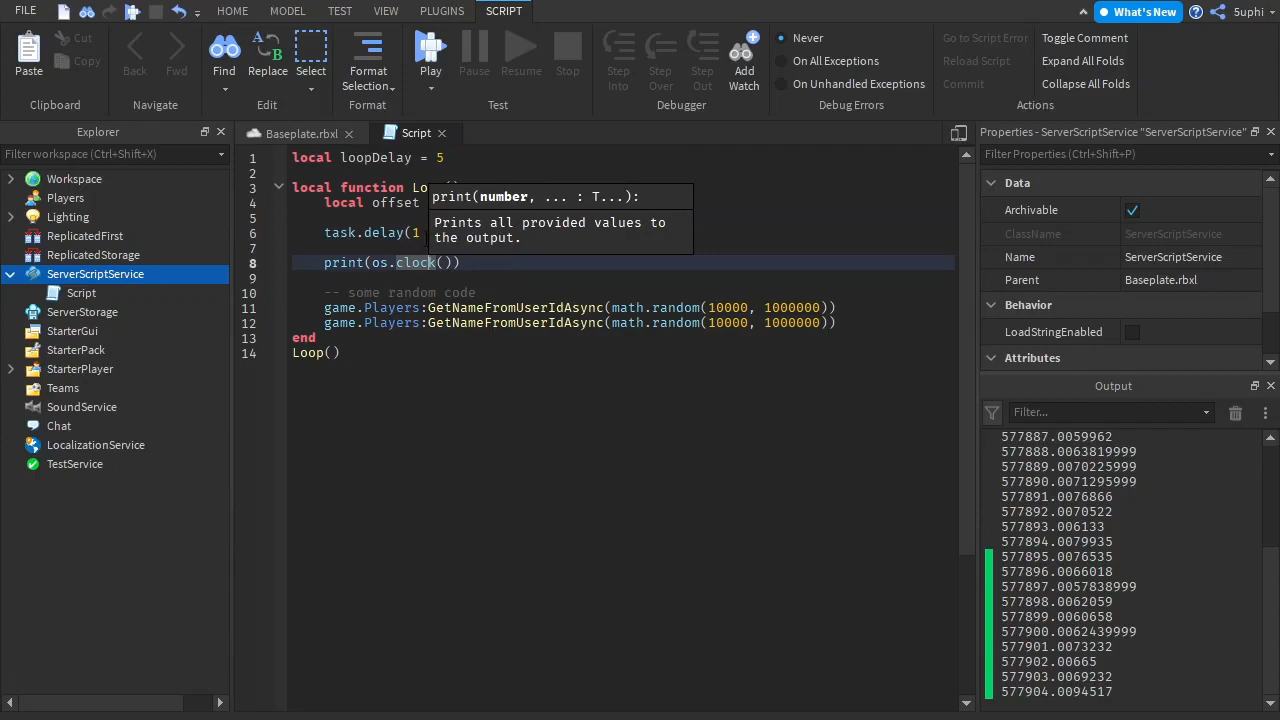 FILE HOME MODEL TEST VIEW PLUGINS SCRIPT What's New 5uphi
Paste Cut Copy Clipboard
Back Fwd Navigate
Find Replace Select Edit
Format Selection Format
Play Pause Resume Stop Test
Step Into Step Over Step Out Add Watch Debugger
Never
On All Exceptions
On Unhandled Exceptions
Debug Errors
Go to Script Error Toggle Comment
Reload Script Expand All Folds
Commit Collapse All Folds
Actions
Explorer
Filter workspace (Ctrl+Shift+X)
Workspace
Players
Lighting
ReplicatedFirst
ReplicatedStorage
ServerScriptService
Script
ServerStorage
StarterGui
StarterPack
StarterPlayer
Teams
SoundService
Chat
LocalizationService
TestService
Baseplate.rbxl Script
1 local loopDelay = 5
2
3 local function Lo
4 local offset
5
6 task.delay(1
7
8 print(os.clock())
9
10 -- some random code
11 game.Players:GetNameFromUserIdAsync(math.random(10000, 1000000))
12 game.Players:GetNameFromUserIdAsync(math.random(10000, 1000000))
13 end
14 Loop()
print(number, ... : T...):
Prints all provided values to
the output.
Properties - ServerScriptService "ServerScriptService"
Filter Properties (Ctrl+Shift+P)
Data
Archivable
ClassName ServerScriptService
Name ServerScriptService
Parent Baseplate.rbxl
Behavior
LoadStringEnabled
Attributes
Output
Filter...
577887.0059962
577888.0063819999
577889.0070225999
577890.0071295999
577891.0076866
577892.0070522
577893.006133
577894.0079935
577895.0076535
577896.0066018
577897.0057838999
577898.0062059
577899.0060658
577900.0062439999
577901.0073232
577902.00665
577903.0069232
577904.0094517